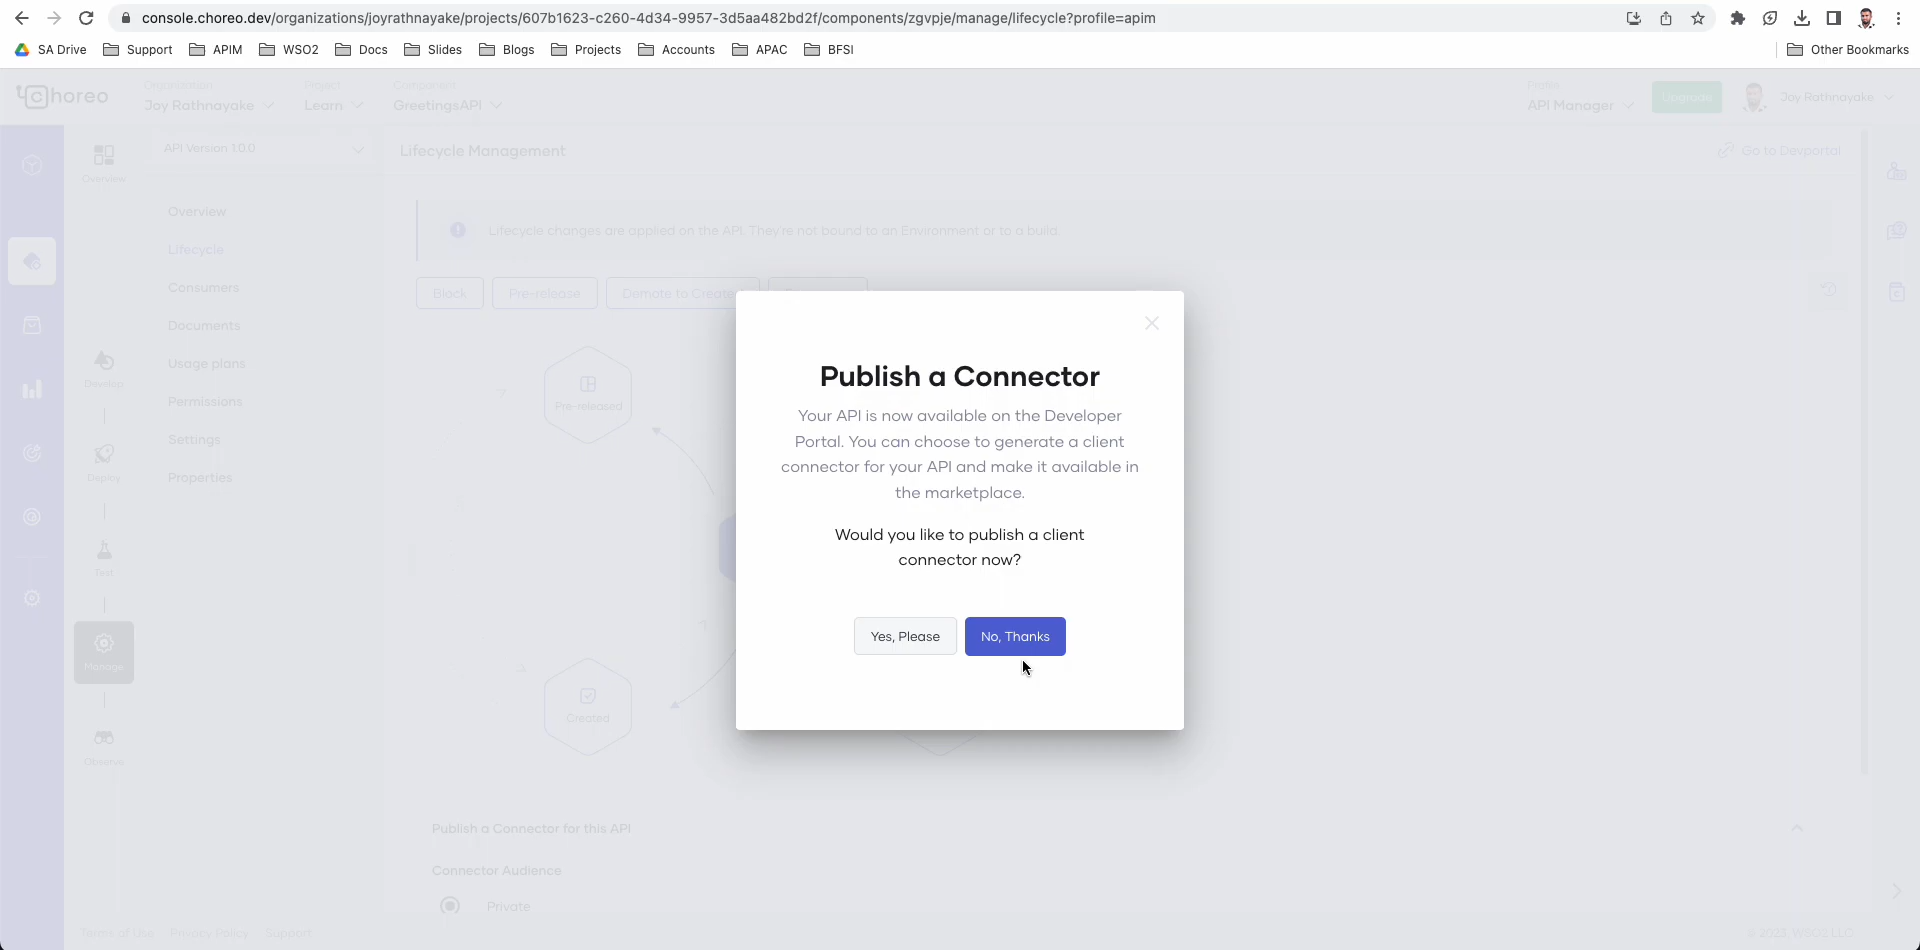 console.choreo.dev/organizations/joyrathnayake/projects/607b1623-c260-4d34-9957-3d5aa482bd2f/components/zgvpje/manage/lifecycle?profile=apim
SA Drive Support APIM WSO2 Docs Slides Blogs Projects Accounts APAC BFSI Other Bookmarks
Choreo
Organization Project Component Profile
Joy Rathnayake Learn GreetingsAPI API Manager Upgrade Joy Rathnayake
API Version 1.0.0
Lifecycle Management
Go to Devportal
Overview
Overview
Lifecycle
Consumers
Documents
Usage plans
Permissions
Settings
Properties
Develop
Deploy
Test
Manage
Observe
Lifecycle changes are applied on the API. They're not bound to an Environment or to a build.
Block Pre-release Demote to Created
Pre-released
Created
Publish a Connector
Your API is now available on the Developer
Portal. You can choose to generate a client
connector for your API and make it available in
the marketplace.
Would you like to publish a client
connector now?
Yes, Please No, Thanks
Publish a Connector for this API
Connector Audience
Private
Terms of Use Privacy Policy Support